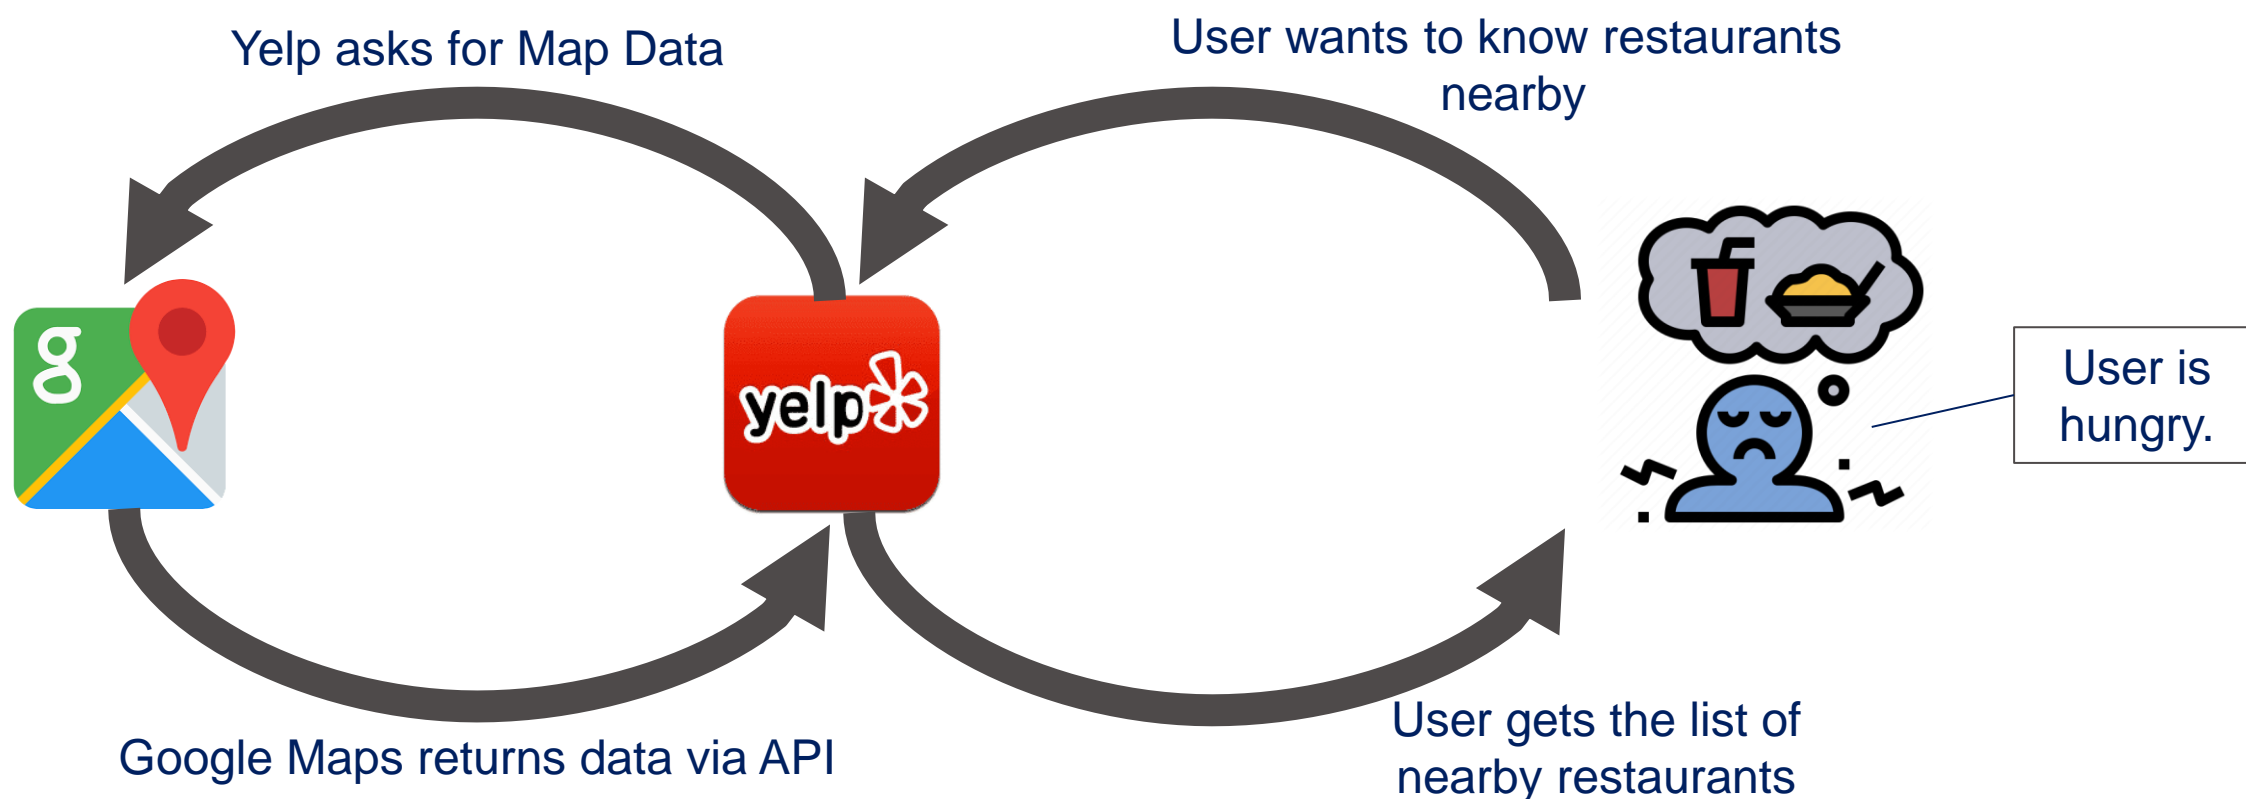 Yelp asks for Map Data
User wants to know restaurants
nearby
g
yelp
User is
hungry.
Google Maps returns data via API
User gets the list of
nearby restaurants